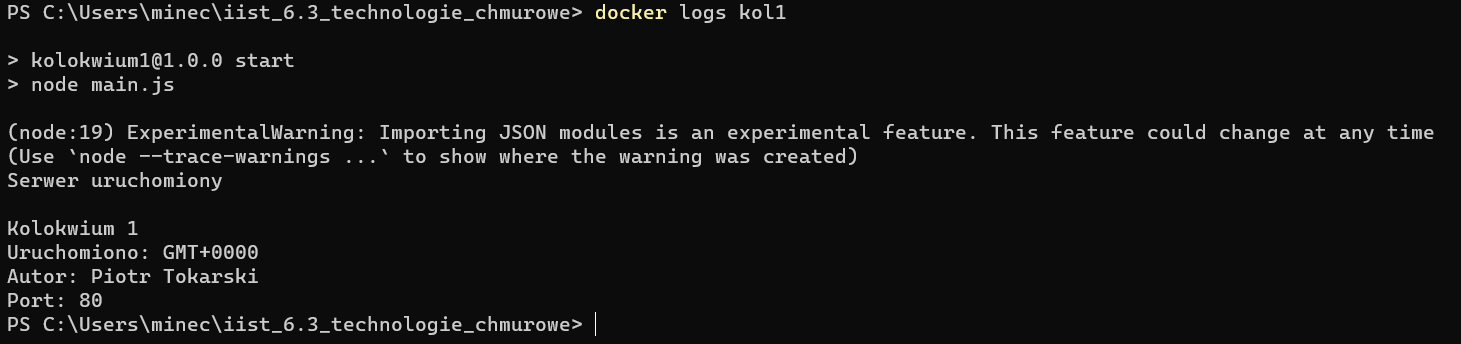 PS C:\Users\minec\iist_6.3_technologie_chmurowe> docker logs kol1
> kolokwium1@1.0.0 start
> node main.js
(node:19) ExperimentalWarning: Importing JSON modules is an experimental feature. This feature could change at any time
(Use `node --trace-warnings ...` to show where the warning was created)
Serwer uruchomiony
Kolokwium 1
Uruchomiono: GMT+0000
Autor: Piotr Tokarski
Port: 80
PS C:\Users\minec\iist_6.3_technologie_chmurowe>